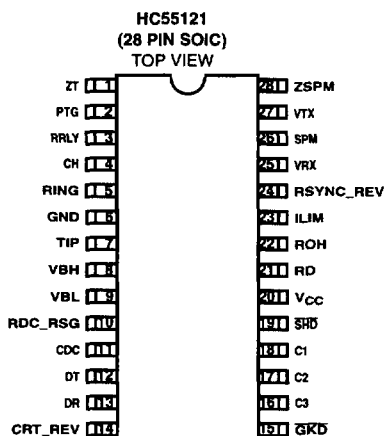 HC55121
(28 PIN SOIC)
TOP VIEW
ZT 1 28 ZSPM
PTG 2 27 VTX
RRLY 3 26 SPM
CH 4 25 VRX
RING 5 24 RSYNC_REV
GND 6 23 ILIM
TIP 7 22 ROH
VBH 8 21 RD
VBL 9 20 VCC
RDC_RSG 10 19 SHD
CDC 11 18 C1
DT 12 17 C2
DR 13 16 C3
CRT_REV 14 15 GKD